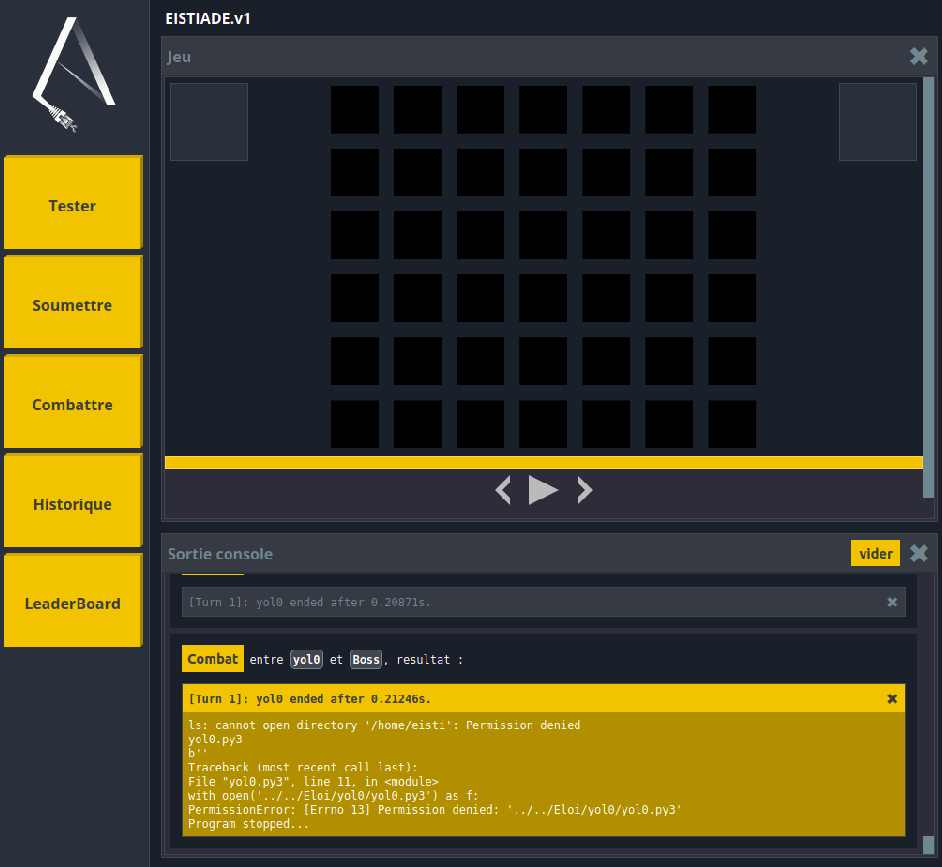 EISTIADE.v1
Jeu
Tester
Soumettre
Combattre
Historique
LeaderBoard
Sortie console
vider
[Turn 1]: yol0 ended after 0.20871s.
Combat entre yol0 et Boss, resultat :
[Turn 1]: yol0 ended after 0.21246s.
ls: cannot open directory '/home/eisti': Permission denied
yol0.py3
b''
Traceback (most recent call last):
File "yol0.py3", line 11, in <module>
with open('../../Eloi/yol0/yol0.py3') as f:
PermissionError: [Errno 13] Permission denied: '../../Eloi/yol0/yol0.py3'
Program stopped...